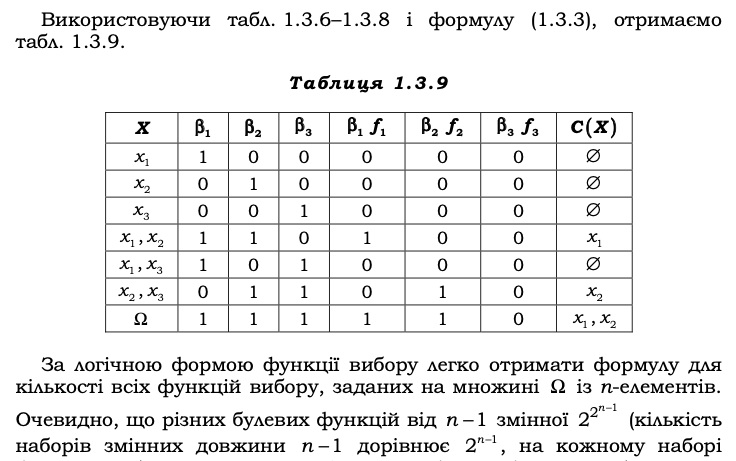 Використовуючи табл. 1.3.6–1.3.8 і формулу (1.3.3), отримаємо
табл. 1.3.9.
Таблиця 1.3.9
X β₁ β₂ β₃ β₁ f₁ β₂ f₂ β₃ f₃ C(X)
x₁ 1 0 0 0 0 0 ∅
x₂ 0 1 0 0 0 0 ∅
x₃ 0 0 1 0 0 0 ∅
x₁, x₂ 1 1 0 1 0 0 x₁
x₁, x₃ 1 0 1 0 0 0 ∅
x₂, x₃ 0 1 1 0 1 0 x₂
Ω 1 1 1 1 1 0 x₁, x₂
За логічною формою функції вибору легко отримати формулу для
кількості всіх функцій вибору, заданих на множині Ω із n-елементів.
Очевидно, що різних булевих функцій від n−1 змінної 2^{2^{n−1}} (кількість
наборів змінних довжини n−1 дорівнює 2^{n−1}, на кожному наборі